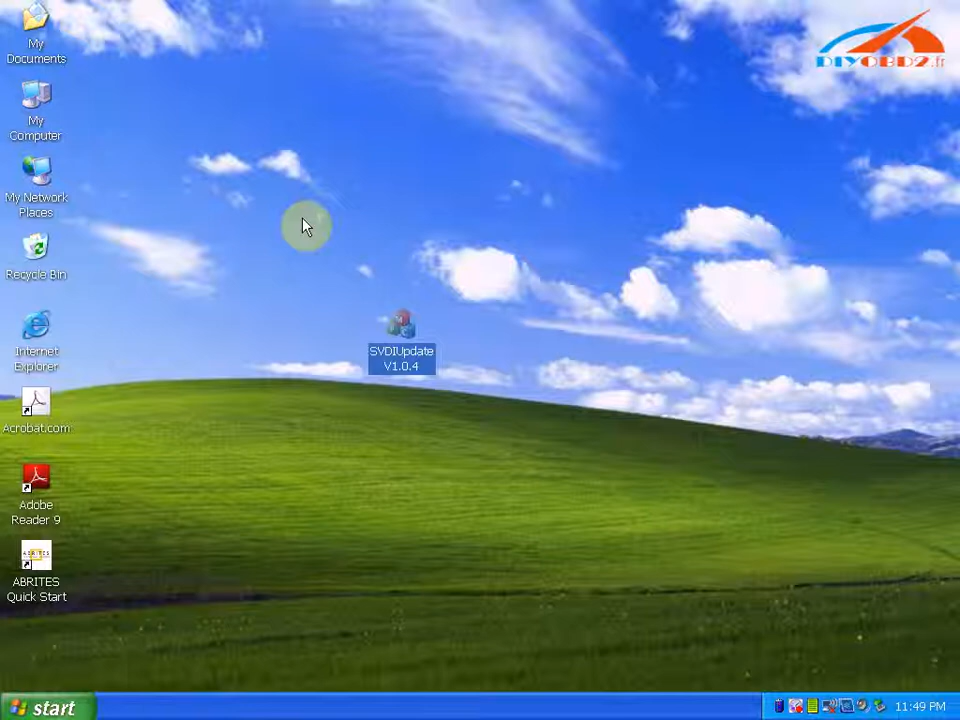 My
Documents
DIYOBD2.fr
My
Computer
My Network
Places
Recycle Bin
Internet
Explorer
SVDIUpdate
V1.0.4
Acrobat.com
Adobe
Reader 9
ABRITES
ABRITES
Quick Start
start
11:49 PM